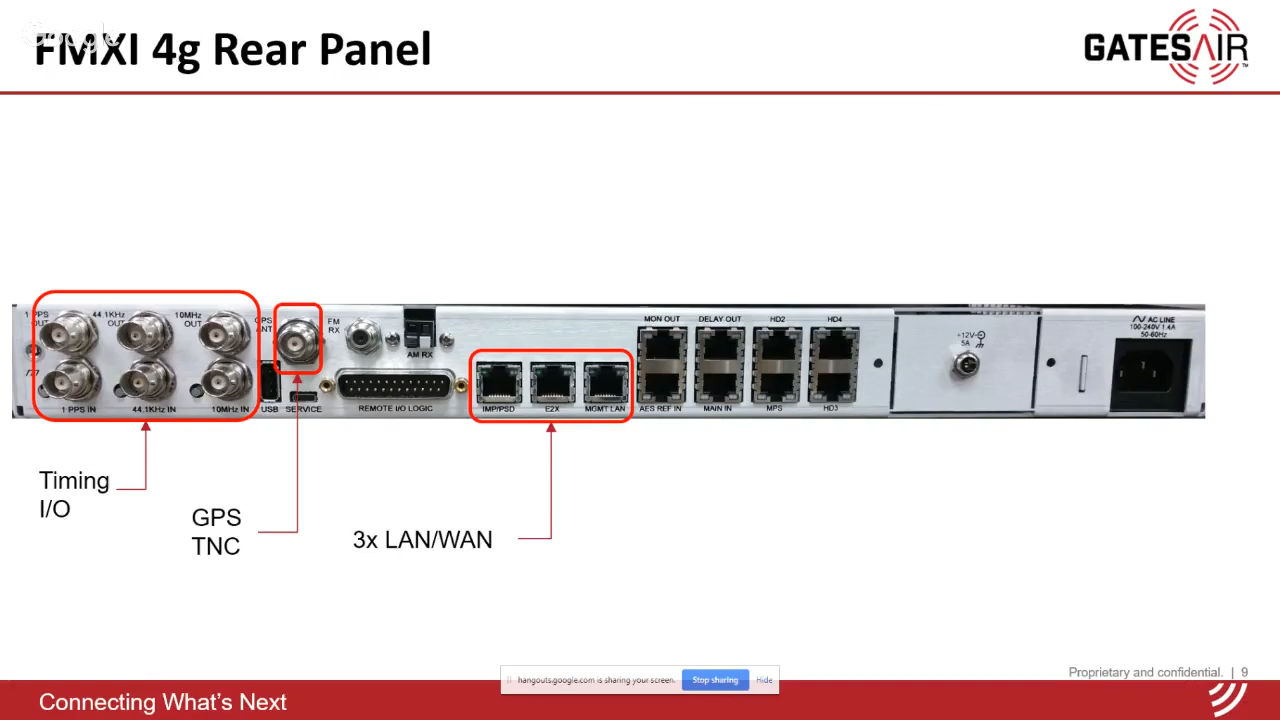 Google
FMXI 4g Rear Panel
GATESAIR
1 PPS OUT
44.1KHz OUT
10MHz OUT
GPS ANT
FM RX
AM RX
MON OUT
DELAY OUT
HD2
HD4
+12V
5A
AC LINE
100-240V 1.4A
50-60Hz
1 PPS IN
44.1KHz IN
10MHz IN
USB
SERVICE
REMOTE I/O LOGIC
IMP/PSD
E2X
MGMT LAN
AES REF IN
MAIN IN
MPS
HD3
Timing
I/O
GPS
TNC
3x LAN/WAN
Proprietary and confidential. | 9
hangouts.google.com is sharing your screen.
Stop sharing
Hide
Connecting What's Next